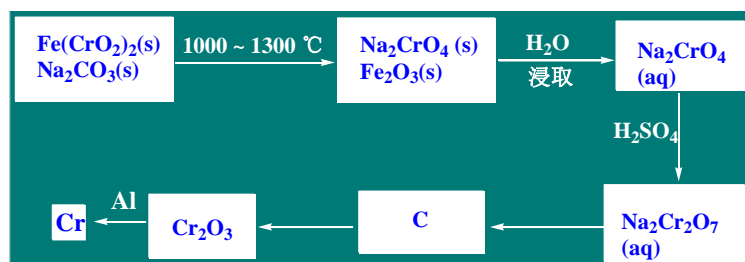 Fe(CrO₂)₂(s)
Na₂CO₃(s)
1000 ~ 1300 ℃
Na₂CrO₄ (s)
Fe₂O₃(s)
H₂O
浸取
Na₂CrO₄
(aq)
H₂SO₄
Na₂Cr₂O₇
(aq)
C
Cr₂O₃
Al
Cr